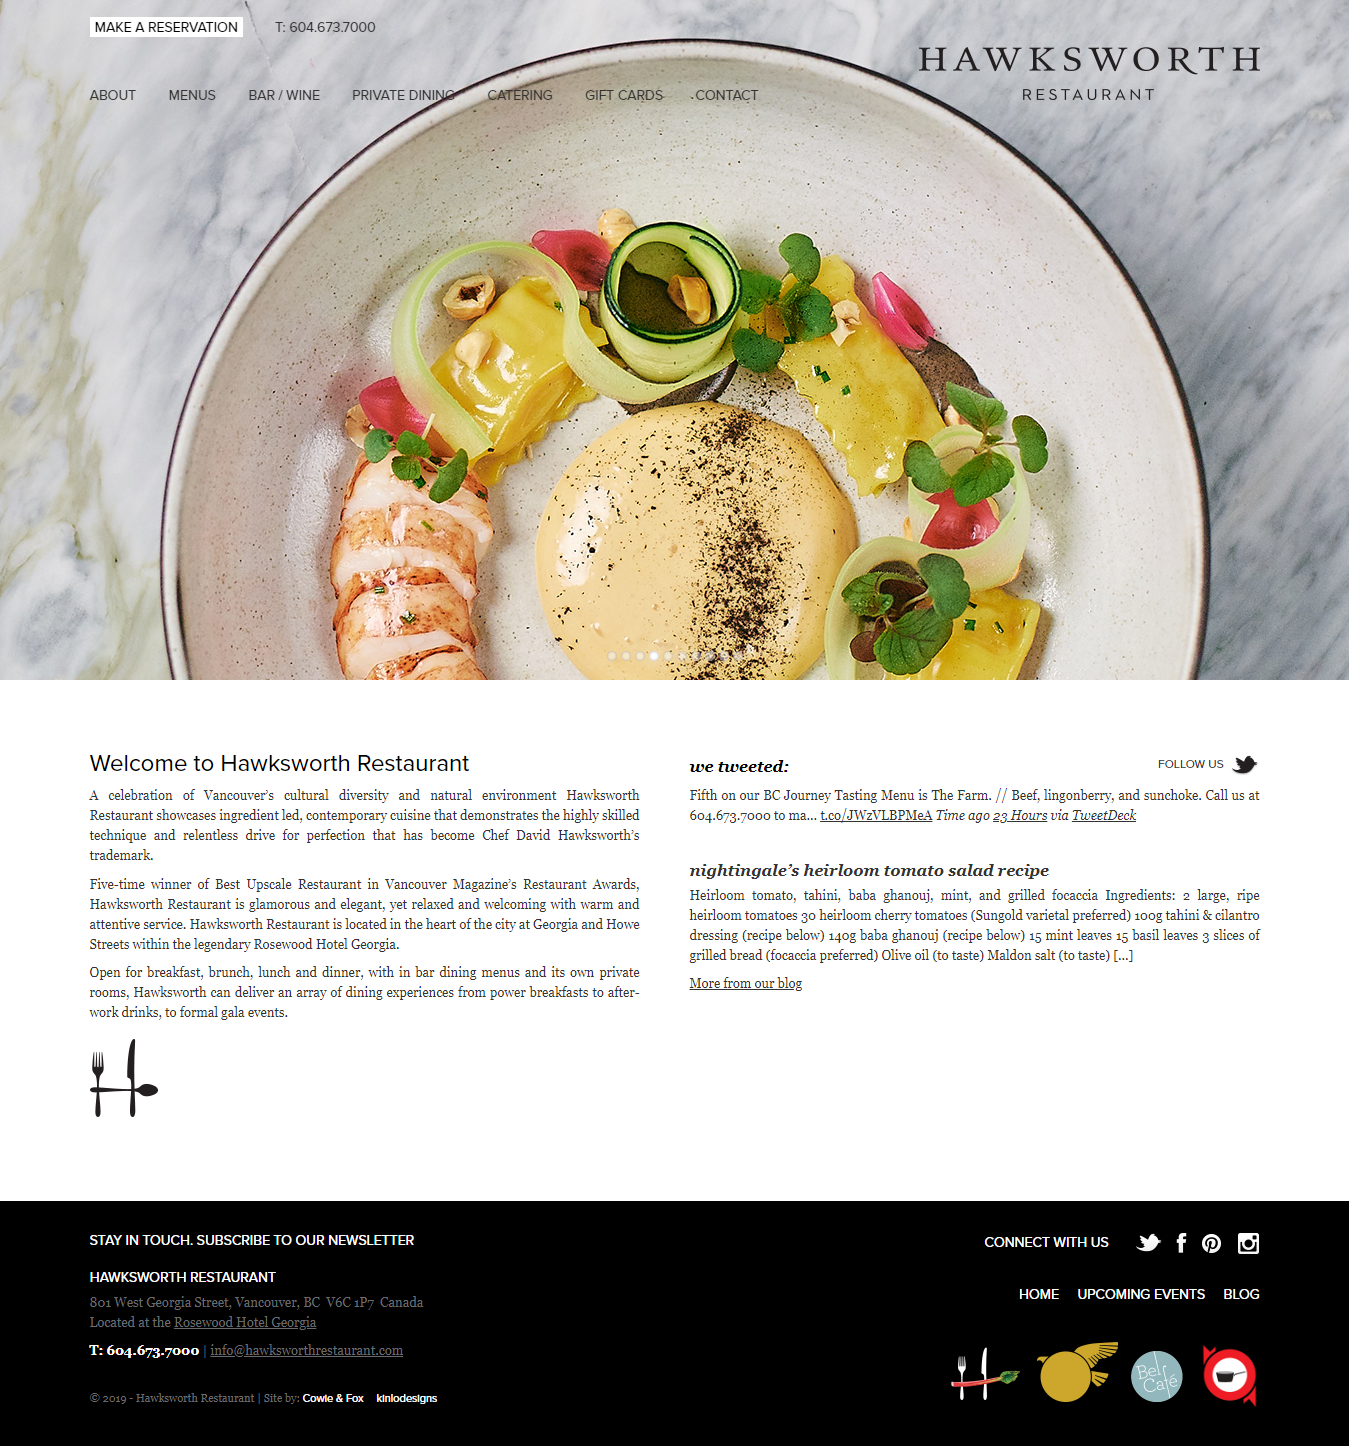 MAKE A RESERVATION
T: 604.673.7000
HAWKSWORTH
RESTAURANT
ABOUT MENUS BAR / WINE PRIVATE DINING CATERING GIFT CARDS CONTACT
Welcome to Hawksworth Restaurant
A celebration of Vancouver's cultural diversity and natural environment Hawksworth
Restaurant showcases ingredient led, contemporary cuisine that demonstrates the highly skilled
technique and relentless drive for perfection that has become Chef David Hawksworth's
trademark.
Five-time winner of Best Upscale Restaurant in Vancouver Magazine's Restaurant Awards,
Hawksworth Restaurant is glamorous and elegant, yet relaxed and welcoming with warm and
attentive service. Hawksworth Restaurant is located in the heart of the city at Georgia and Howe
Streets within the legendary Rosewood Hotel Georgia.
Open for breakfast, brunch, lunch and dinner, with in bar dining menus and its own private
rooms, Hawksworth can deliver an array of dining experiences from power breakfasts to after-
work drinks, to formal gala events.
we tweeted:
FOLLOW US
Fifth on our BC Journey Tasting Menu is The Farm. // Beef, lingonberry, and sunchoke. Call us at
604.673.7000 to ma... t.co/JWzVLBPMeA Time ago 23 Hours via TweetDeck
nightingale's heirloom tomato salad recipe
Heirloom tomato, tahini, baba ghanouj, mint, and grilled focaccia Ingredients: 2 large, ripe
heirloom tomatoes 30 heirloom cherry tomatoes (Sungold varietal preferred) 100g tahini & cilantro
dressing (recipe below) 140g baba ghanouj (recipe below) 15 mint leaves 15 basil leaves 3 slices of
grilled bread (focaccia preferred) Olive oil (to taste) Maldon salt (to taste) [...]
More from our blog
STAY IN TOUCH. SUBSCRIBE TO OUR NEWSLETTER
HAWKSWORTH RESTAURANT
801 West Georgia Street, Vancouver, BC V6C 1P7 Canada
Located at the Rosewood Hotel Georgia
T: 604.673.7000 | info@hawksworthrestaurant.com
© 2019 - Hawksworth Restaurant | Site by: Cowie & Fox kinlodesigns
CONNECT WITH US
HOME UPCOMING EVENTS BLOG
Bel
Café